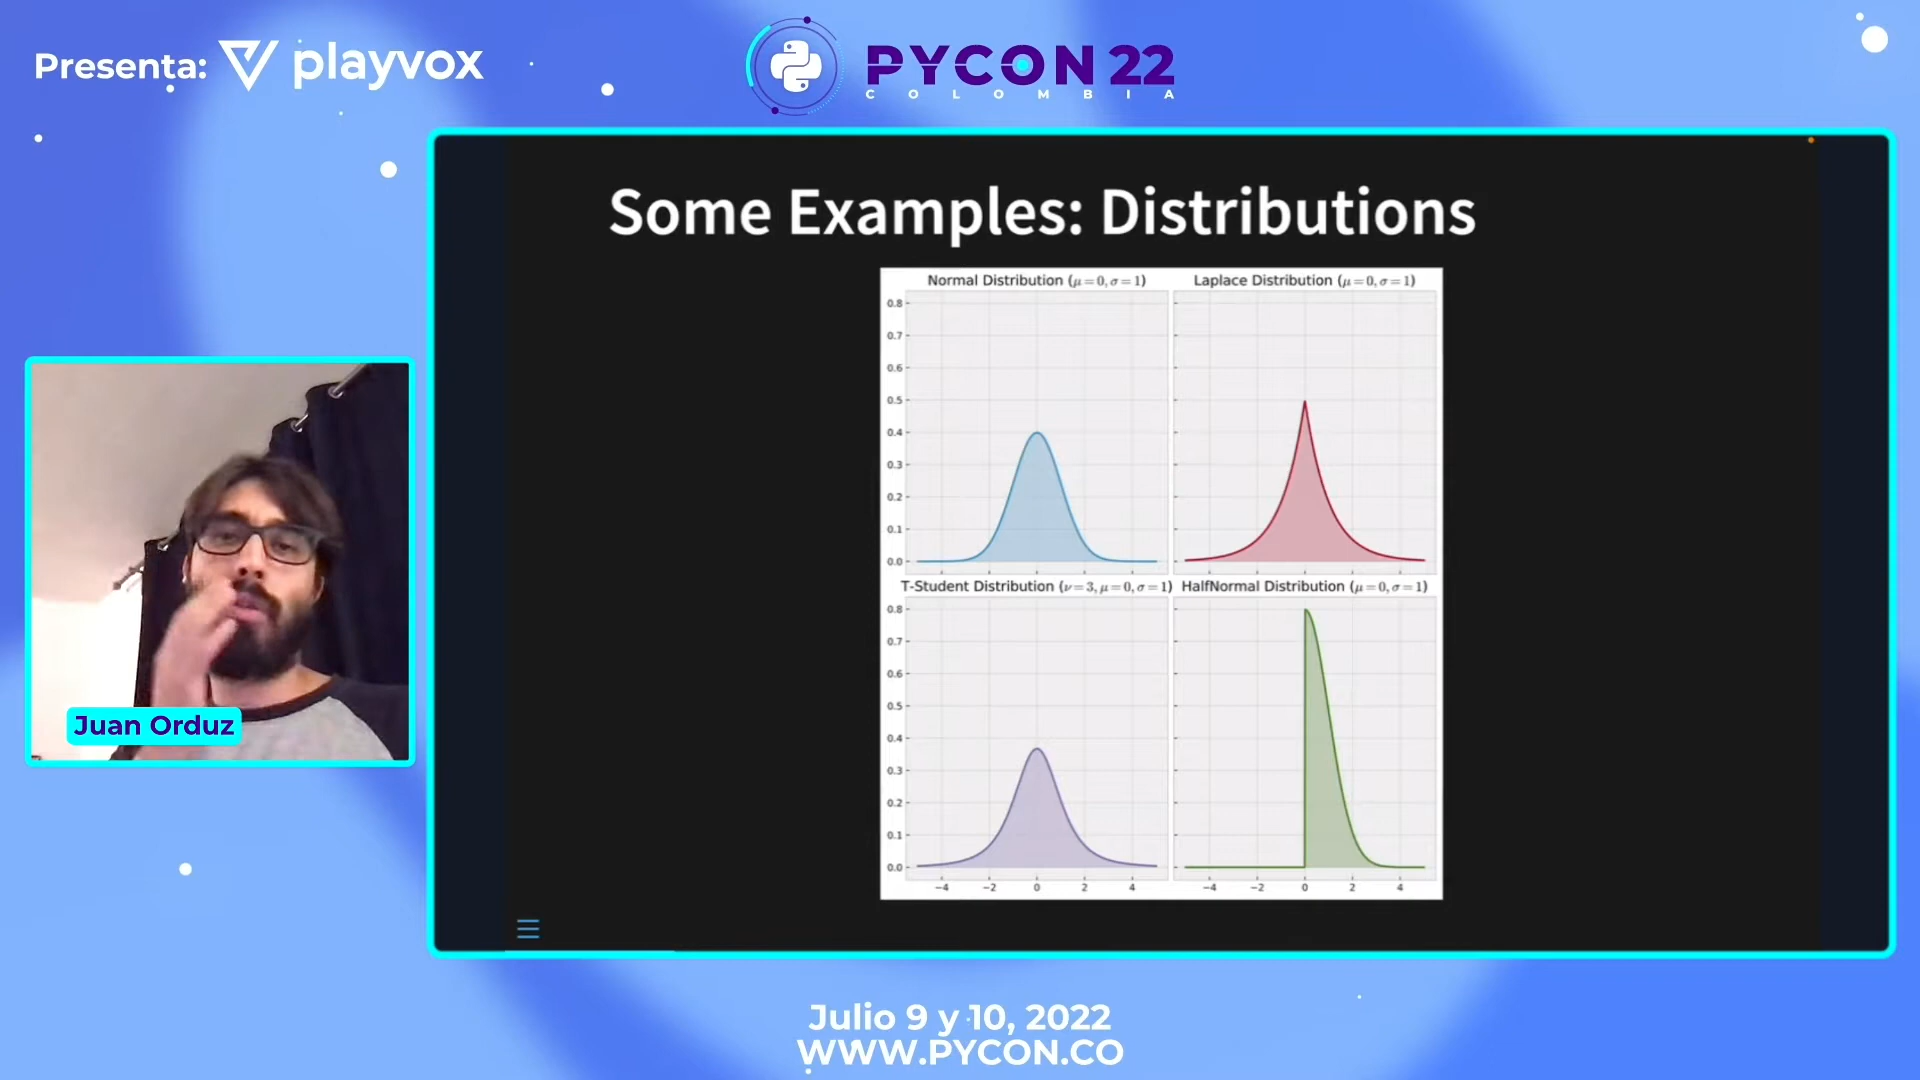 Presenta: playvox
PYCON 22
COLOMBIA
Some Examples: Distributions
Normal Distribution (μ = 0, σ = 1)
Laplace Distribution (μ = 0, σ = 1)
0.8
0.7
0.6
0.5
0.4
0.3
0.2
0.1
0.0
T-Student Distribution (ν = 3, μ = 0, σ = 1)
HalfNormal Distribution (μ = 0, σ = 1)
0.8
0.7
0.6
0.5
0.4
0.3
0.2
0.1
0.0
−4 −2 0 2 4
−4 −2 0 2 4
Juan Orduz
Julio 9 y 10, 2022
WWW.PYCON.CO